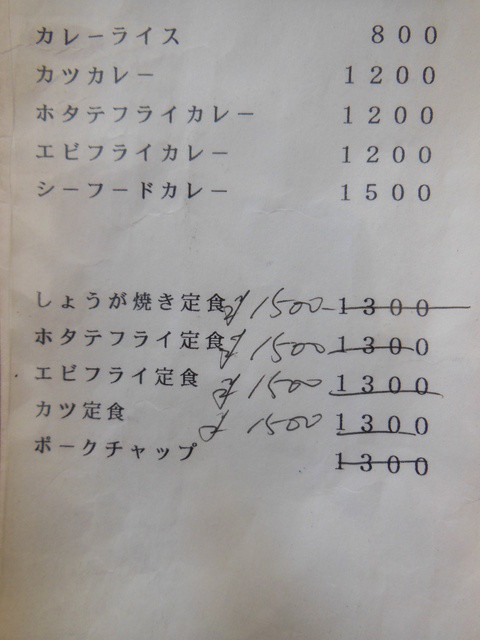 カレーライス 800
カツカレー 1200
ホタテフライカレー 1200
エビフライカレー 1200
シーフードカレー 1500
しょうが焼き定食 ¥1500 1300
ホタテフライ定食 ¥1500 1300
エビフライ定食 ¥1500 1300
カツ定食 ¥1500 1300
ポークチャップ 1300